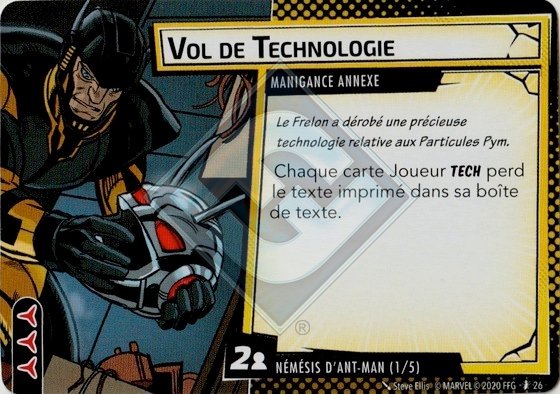 VOL DE TECHNOLOGIE
MANIGANCE ANNEXE
Le Frelon a dérobé une précieuse
technologie relative aux Particules Pym.
Chaque carte Joueur TECH perd
le texte imprimé dans sa boîte
de texte.
®
2
NÉMÉSIS D'ANT-MAN (1/5)
Steve Ellis © MARVEL © 2020 FFG 26